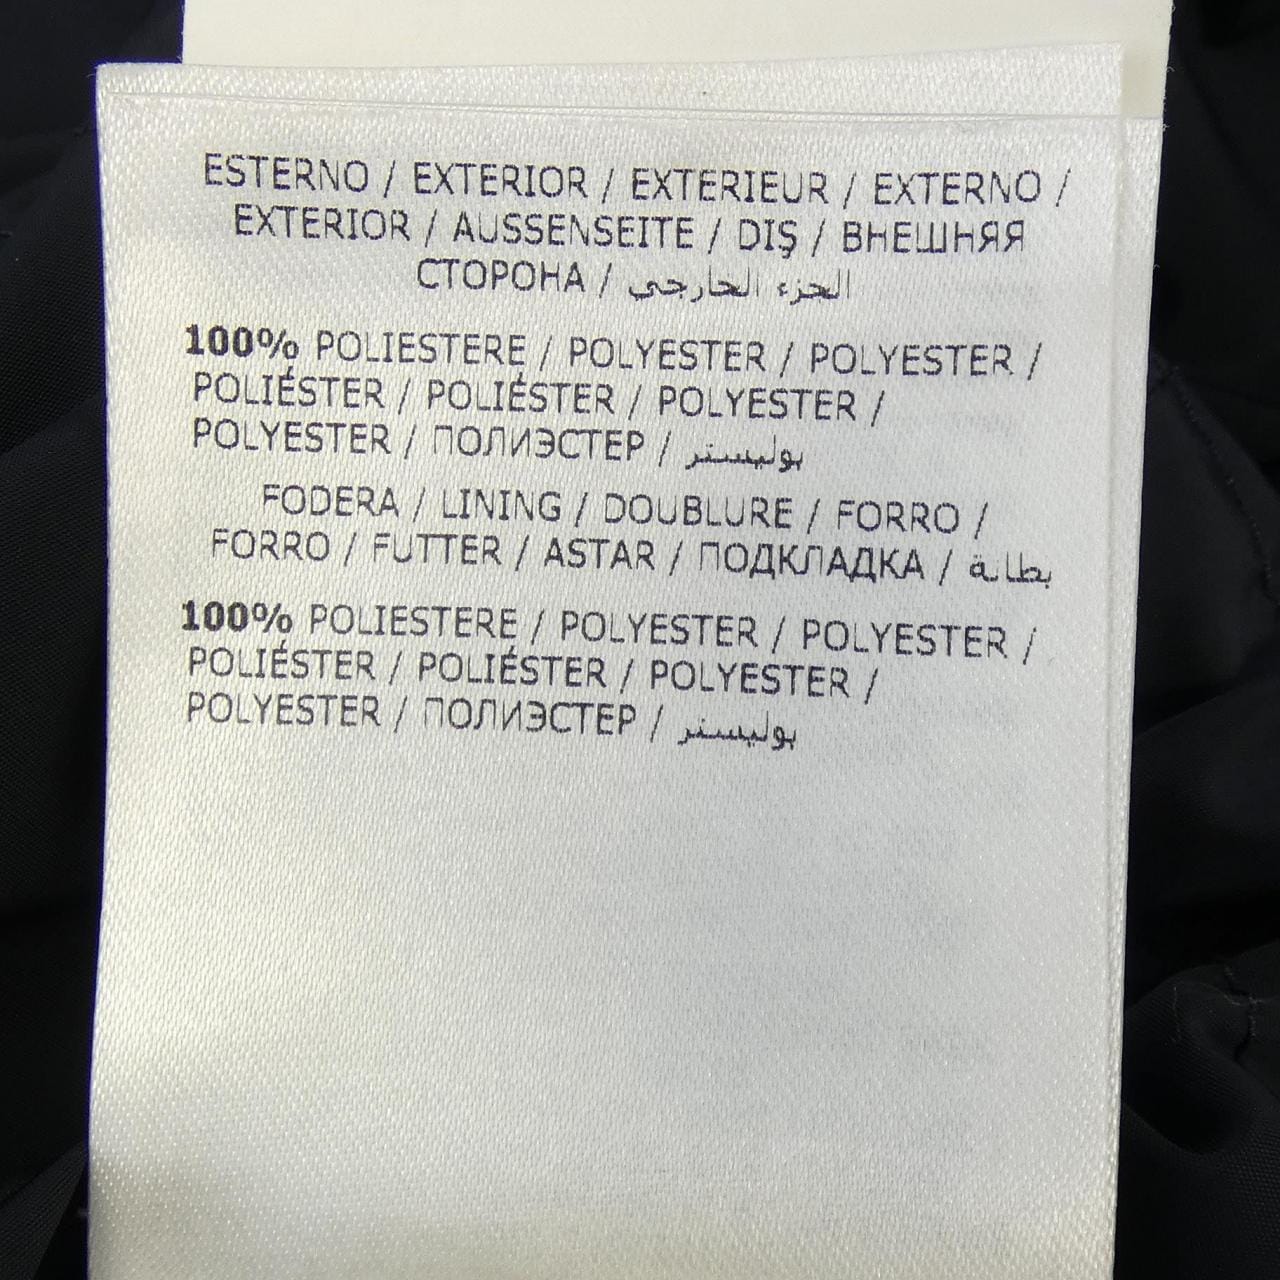 ESTERNO / EXTERIOR / EXTERIEUR / EXTERNO /
EXTERIOR / AUSSENSEITE / DIŞ / ВНЕШНЯЯ
СТОРОНА / الجزء الخارجي
100% POLIESTERE / POLYESTER / POLYESTER /
POLIÉSTER / POLIÉSTER / POLYESTER /
POLYESTER / ПОЛИЭСТЕР / بوليستر
FODERA / LINING / DOUBLURE / FORRO /
FORRO / FUTTER / ASTAR / ПОДКЛАДКА / بطانة
100% POLIESTERE / POLYESTER / POLYESTER /
POLIÉSTER / POLIÉSTER / POLYESTER /
POLYESTER / ПОЛИЭСТЕР / بوليستر